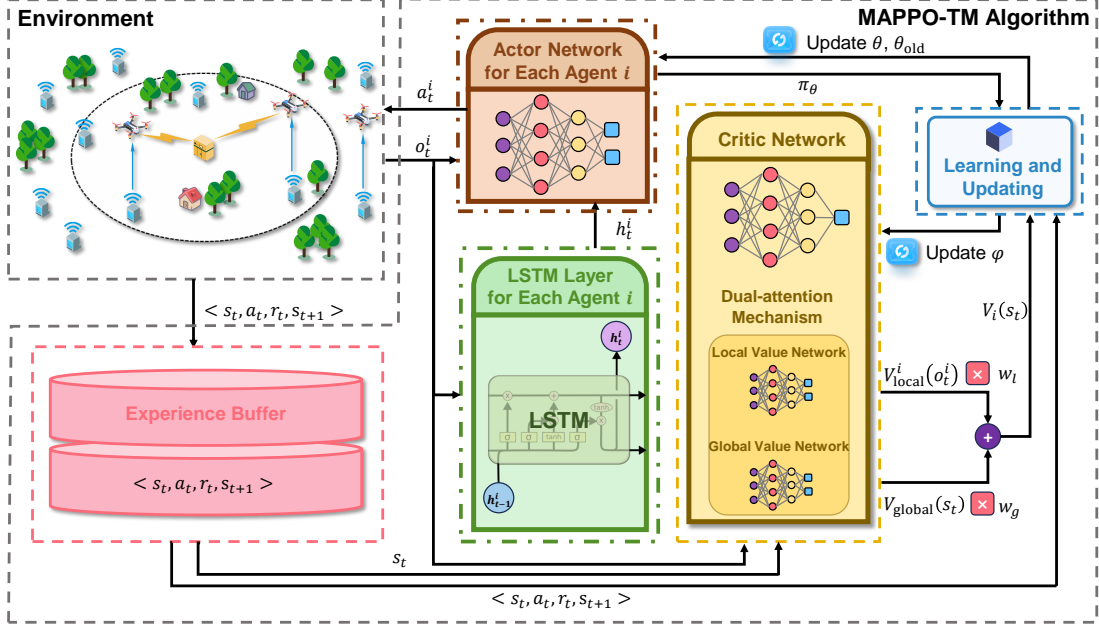 Environment
MAPPO-TM Algorithm
Actor Network
for Each Agent i
Update θ, θ_old
π_θ
a_t^i
o_t^i
h_t^i
Learning and
Updating
Critic Network
Update φ
LSTM Layer
for Each Agent i
h_t^i
× + tanh ×
LSTM
σ σ tanh σ
h_{t-1}^i
Dual-attention
Mechanism
Local Value Network
Global Value Network
V_i(s_t)
V_local^i(o_t^i) × w_l
+
V_global(s_t) × w_g
< s_t, a_t, r_t, s_{t+1} >
Experience Buffer
< s_t, a_t, r_t, s_{t+1} >
s_t
< s_t, a_t, r_t, s_{t+1} >